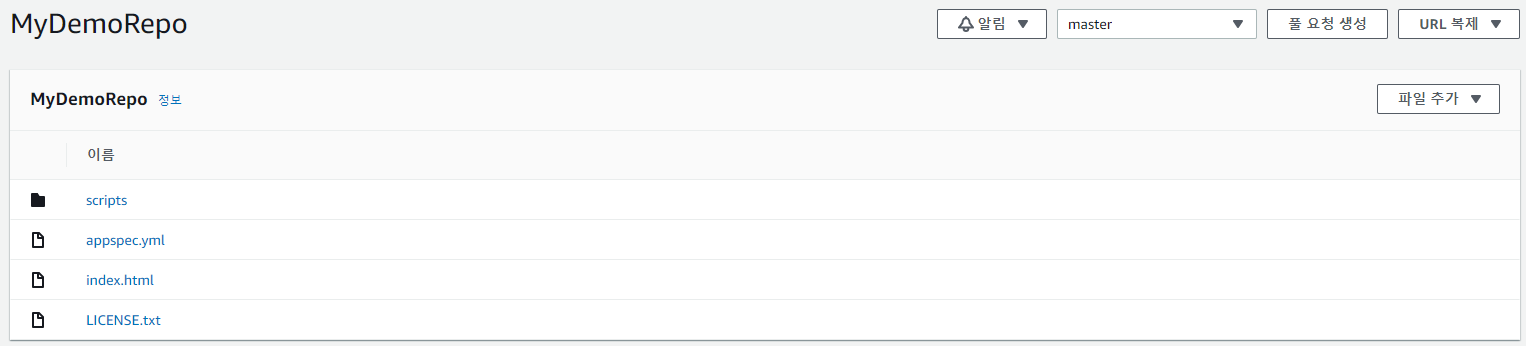 MyDemoRepo
알림 master 풀 요청 생성 URL 복제
MyDemoRepo 정보
파일 추가
이름
scripts
appspec.yml
index.html
LICENSE.txt